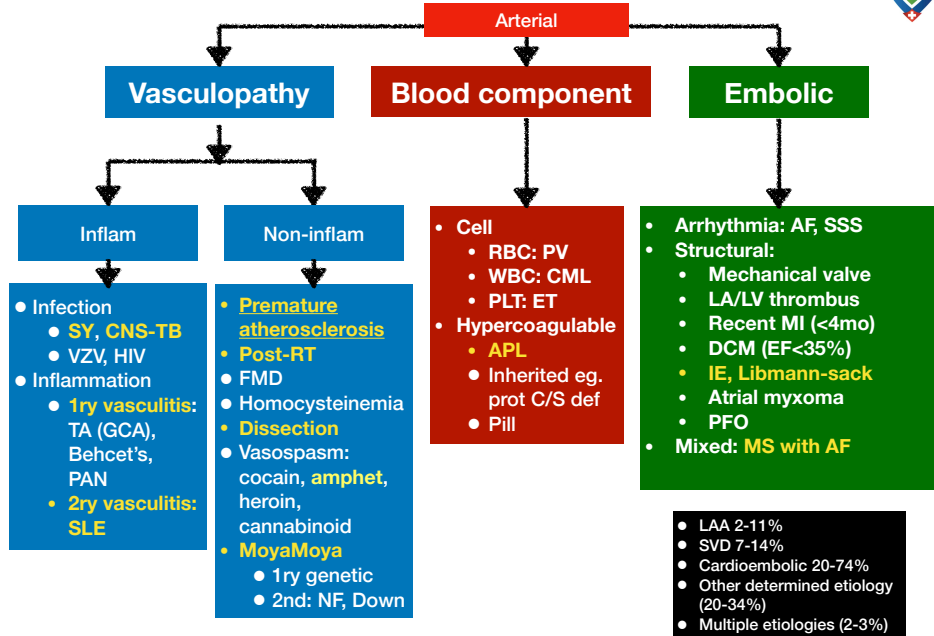 Arterial
Vasculopathy
Blood component
Embolic
Inflam
Non-inflam
● Infection
● SY, CNS-TB
● VZV, HIV
● Inflammation
• 1ry vasculitis:
TA (GCA),
Behcet's,
PAN
• 2ry vasculitis:
SLE
• Premature
atherosclerosis
• Post-RT
● FMD
● Homocysteinemia
• Dissection
● Vasospasm:
cocain, amphet,
heroin,
cannabinoid
• MoyaMoya
● 1ry genetic
● 2nd: NF, Down
• Cell
• RBC: PV
• WBC: CML
• PLT: ET
• Hypercoagulable
• APL
● Inherited eg.
prot C/S def
● Pill
• Arrhythmia: AF, SSS
• Structural:
• Mechanical valve
• LA/LV thrombus
• Recent MI (<4mo)
• DCM (EF<35%)
• IE, Libmann-sack
• Atrial myxoma
• PFO
• Mixed: MS with AF
● LAA 2-11%
● SVD 7-14%
● Cardioembolic 20-74%
● Other determined etiology
(20-34%)
● Multiple etiologies (2-3%)